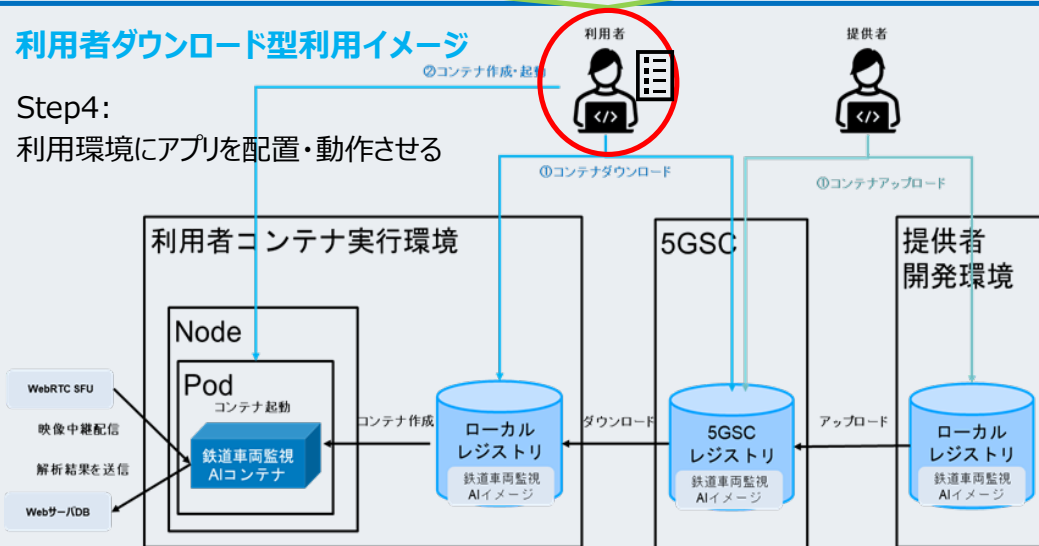 利用者ダウンロード型利用イメージ
Step4:
利用環境にアプリを配置・動作させる
利用者
提供者
②コンテナ作成・起動
</>
</>
①コンテナダウンロード
①コンテナアップロード
利用者コンテナ実行環境
5GSC
提供者
開発環境
Node
Pod
コンテナ起動
鉄道車両監視
AIコンテナ
WebRTC SFU
映像中継配信
解析結果を送信
WebサーバDB
コンテナ作成
ローカル
レジストリ
鉄道車両監視
AIイメージ
ダウンロード
5GSC
レジストリ
鉄道車両監視
AIイメージ
アップロード
ローカル
レジストリ
鉄道車両監視
AIイメージ